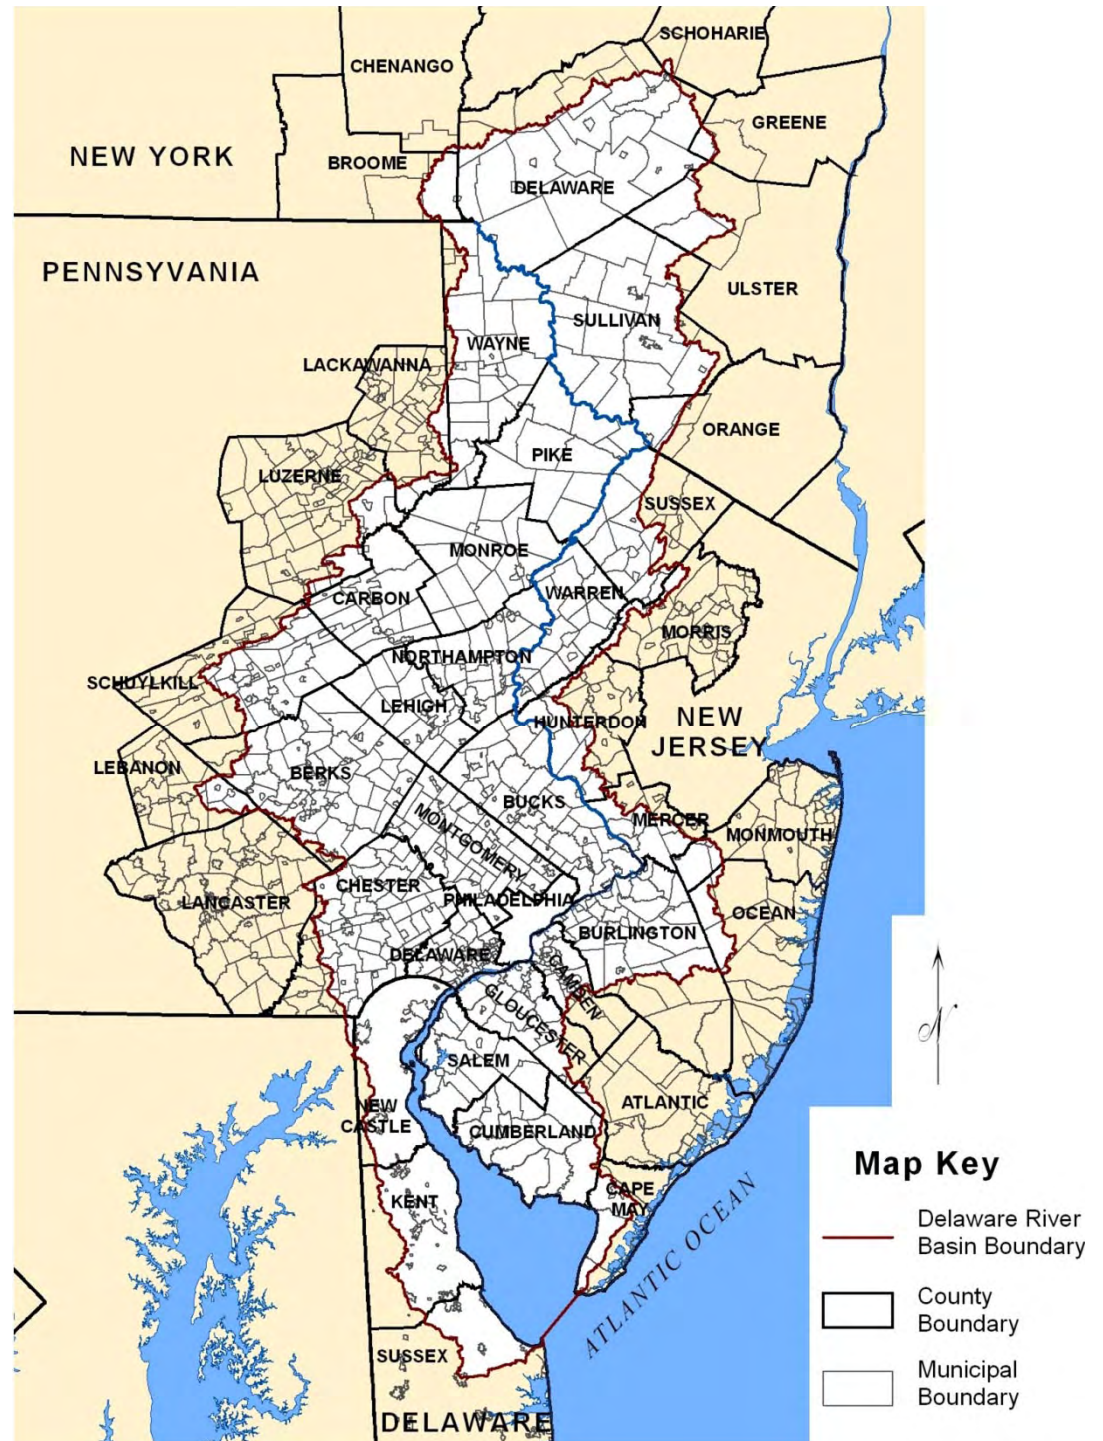 SCHOHARIE
CHENANGO
GREENE
NEW YORK
BROOME
DELAWARE
PENNSYVANIA
ULSTER
SULLIVAN
WAYNE
LACKAWANNA
ORANGE
PIKE
LUZERNE
SUSSEX
MONROE
WARREN
CARBON
MORRIS
NORTHAMPTON
SCHUYLKILL
LEHIGH
HUNTERDON
NEW
JERSEY
LEBANON
BERKS
BUCKS
MONTGOMERY
MERCER
MONMOUTH
CHESTER
PHILADELPHIA
LANCASTER
OCEAN
BURLINGTON
DELAWARE
CAMDEN
GLOUCESTER
SALEM
ATLANTIC
NEW
CASTLE
CUMBERLAND
KENT
CAPE
MAY
ATLANTIC OCEAN
SUSSEX
DELAWARE
N
Map Key
Delaware River
Basin Boundary
County
Boundary
Municipal
Boundary